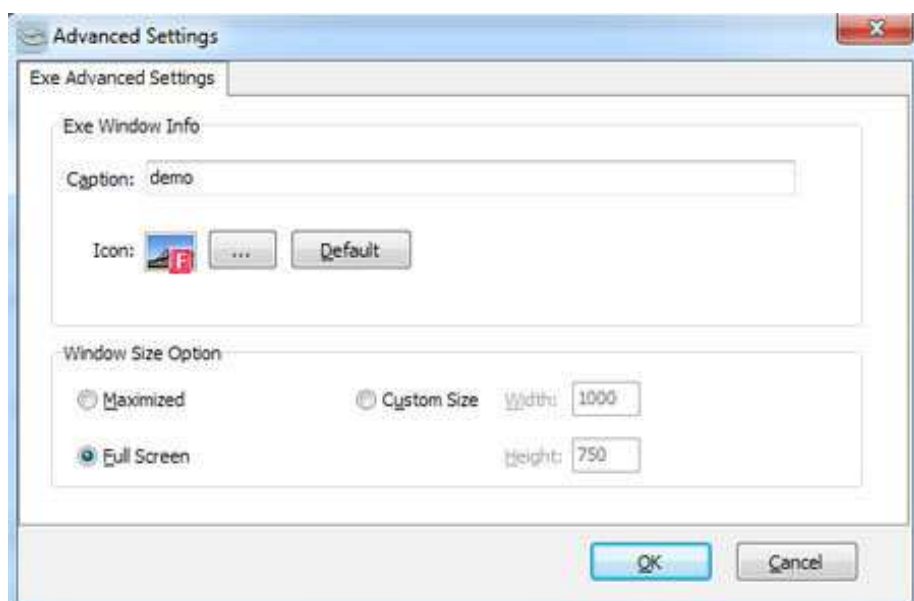 Advanced Settings
Exe Advanced Settings
Exe Window Info
Caption: demo
Icon: F ... Default
Window Size Option
Maximized Custom Size Width: 1000
Full Screen Height: 750
OK Cancel